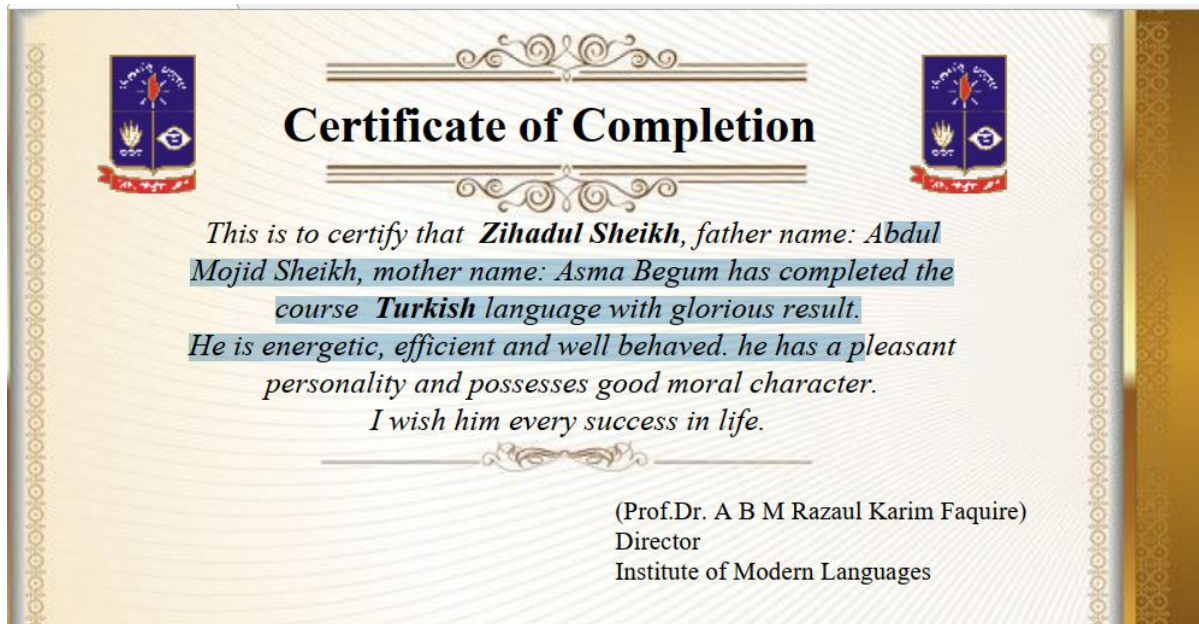 Certificate of Completion
This is to certify that Zihadul Sheikh, father name: Abdul
Mojid Sheikh, mother name: Asma Begum has completed the
course Turkish language with glorious result.
He is energetic, efficient and well behaved. he has a pleasant
personality and possesses good moral character.
I wish him every success in life.
(Prof.Dr. A B M Razaul Karim Faquire)
Director
Institute of Modern Languages